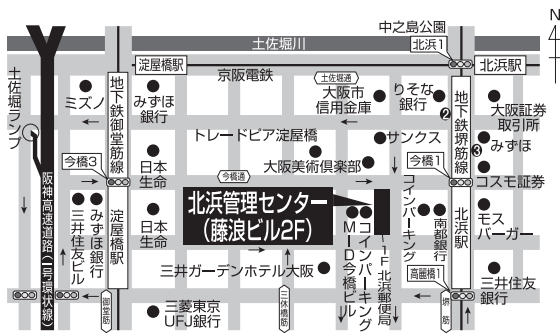 中之島公園
N
北浜1
土佐堀川
淀屋橋駅
京阪電鉄
土佐堀通
北浜駅
土佐堀ランプ
ミズノ
地下鉄御堂筋線
みずほ
銀行
大阪市
信用金庫
りそな
銀行
❷
地下鉄堺筋線
大阪証券
取引所
トレードピア淀屋橋
サンクス
❸
みずほ
今橋3
日本
生命
今橋通
大阪美術倶楽部
今橋1
コスモ証券
阪神高速道路(1号環状線)
三井住友ビル
みずほ銀行
淀屋橋駅
日本
生命
北浜管理センター
(藤浪ビル2F)
MID今橋ビル
コインパーキング
1F北浜郵便局
コインパーキング
南都銀行
北浜駅
モス
バーガー
三井ガーデンホテル大阪
高麗橋1
三井住友
銀行
御堂筋
三菱東京
UFJ銀行
三休橋筋
堺筋